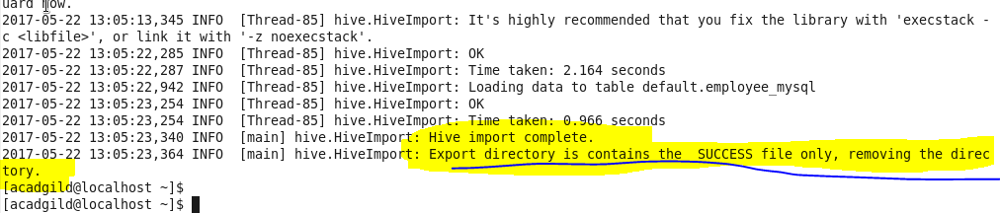 uard now.
2017-05-22 13:05:13,345 INFO  [Thread-85] hive.HiveImport: It's highly recommended that you fix the library with 'execstack -
c <libfile>', or link it with '-z noexecstack'.
2017-05-22 13:05:22,285 INFO  [Thread-85] hive.HiveImport: OK
2017-05-22 13:05:22,287 INFO  [Thread-85] hive.HiveImport: Time taken: 2.164 seconds
2017-05-22 13:05:22,942 INFO  [Thread-85] hive.HiveImport: Loading data to table default.employee_mysql
2017-05-22 13:05:23,254 INFO  [Thread-85] hive.HiveImport: OK
2017-05-22 13:05:23,254 INFO  [Thread-85] hive.HiveImport: Time taken: 0.966 seconds
2017-05-22 13:05:23,340 INFO  [main] hive.HiveImport: Hive import complete.
2017-05-22 13:05:23,364 INFO  [main] hive.HiveImport: Export directory is contains the  SUCCESS file only, removing the direc
tory.
[acadgild@localhost ~]$
[acadgild@localhost ~]$